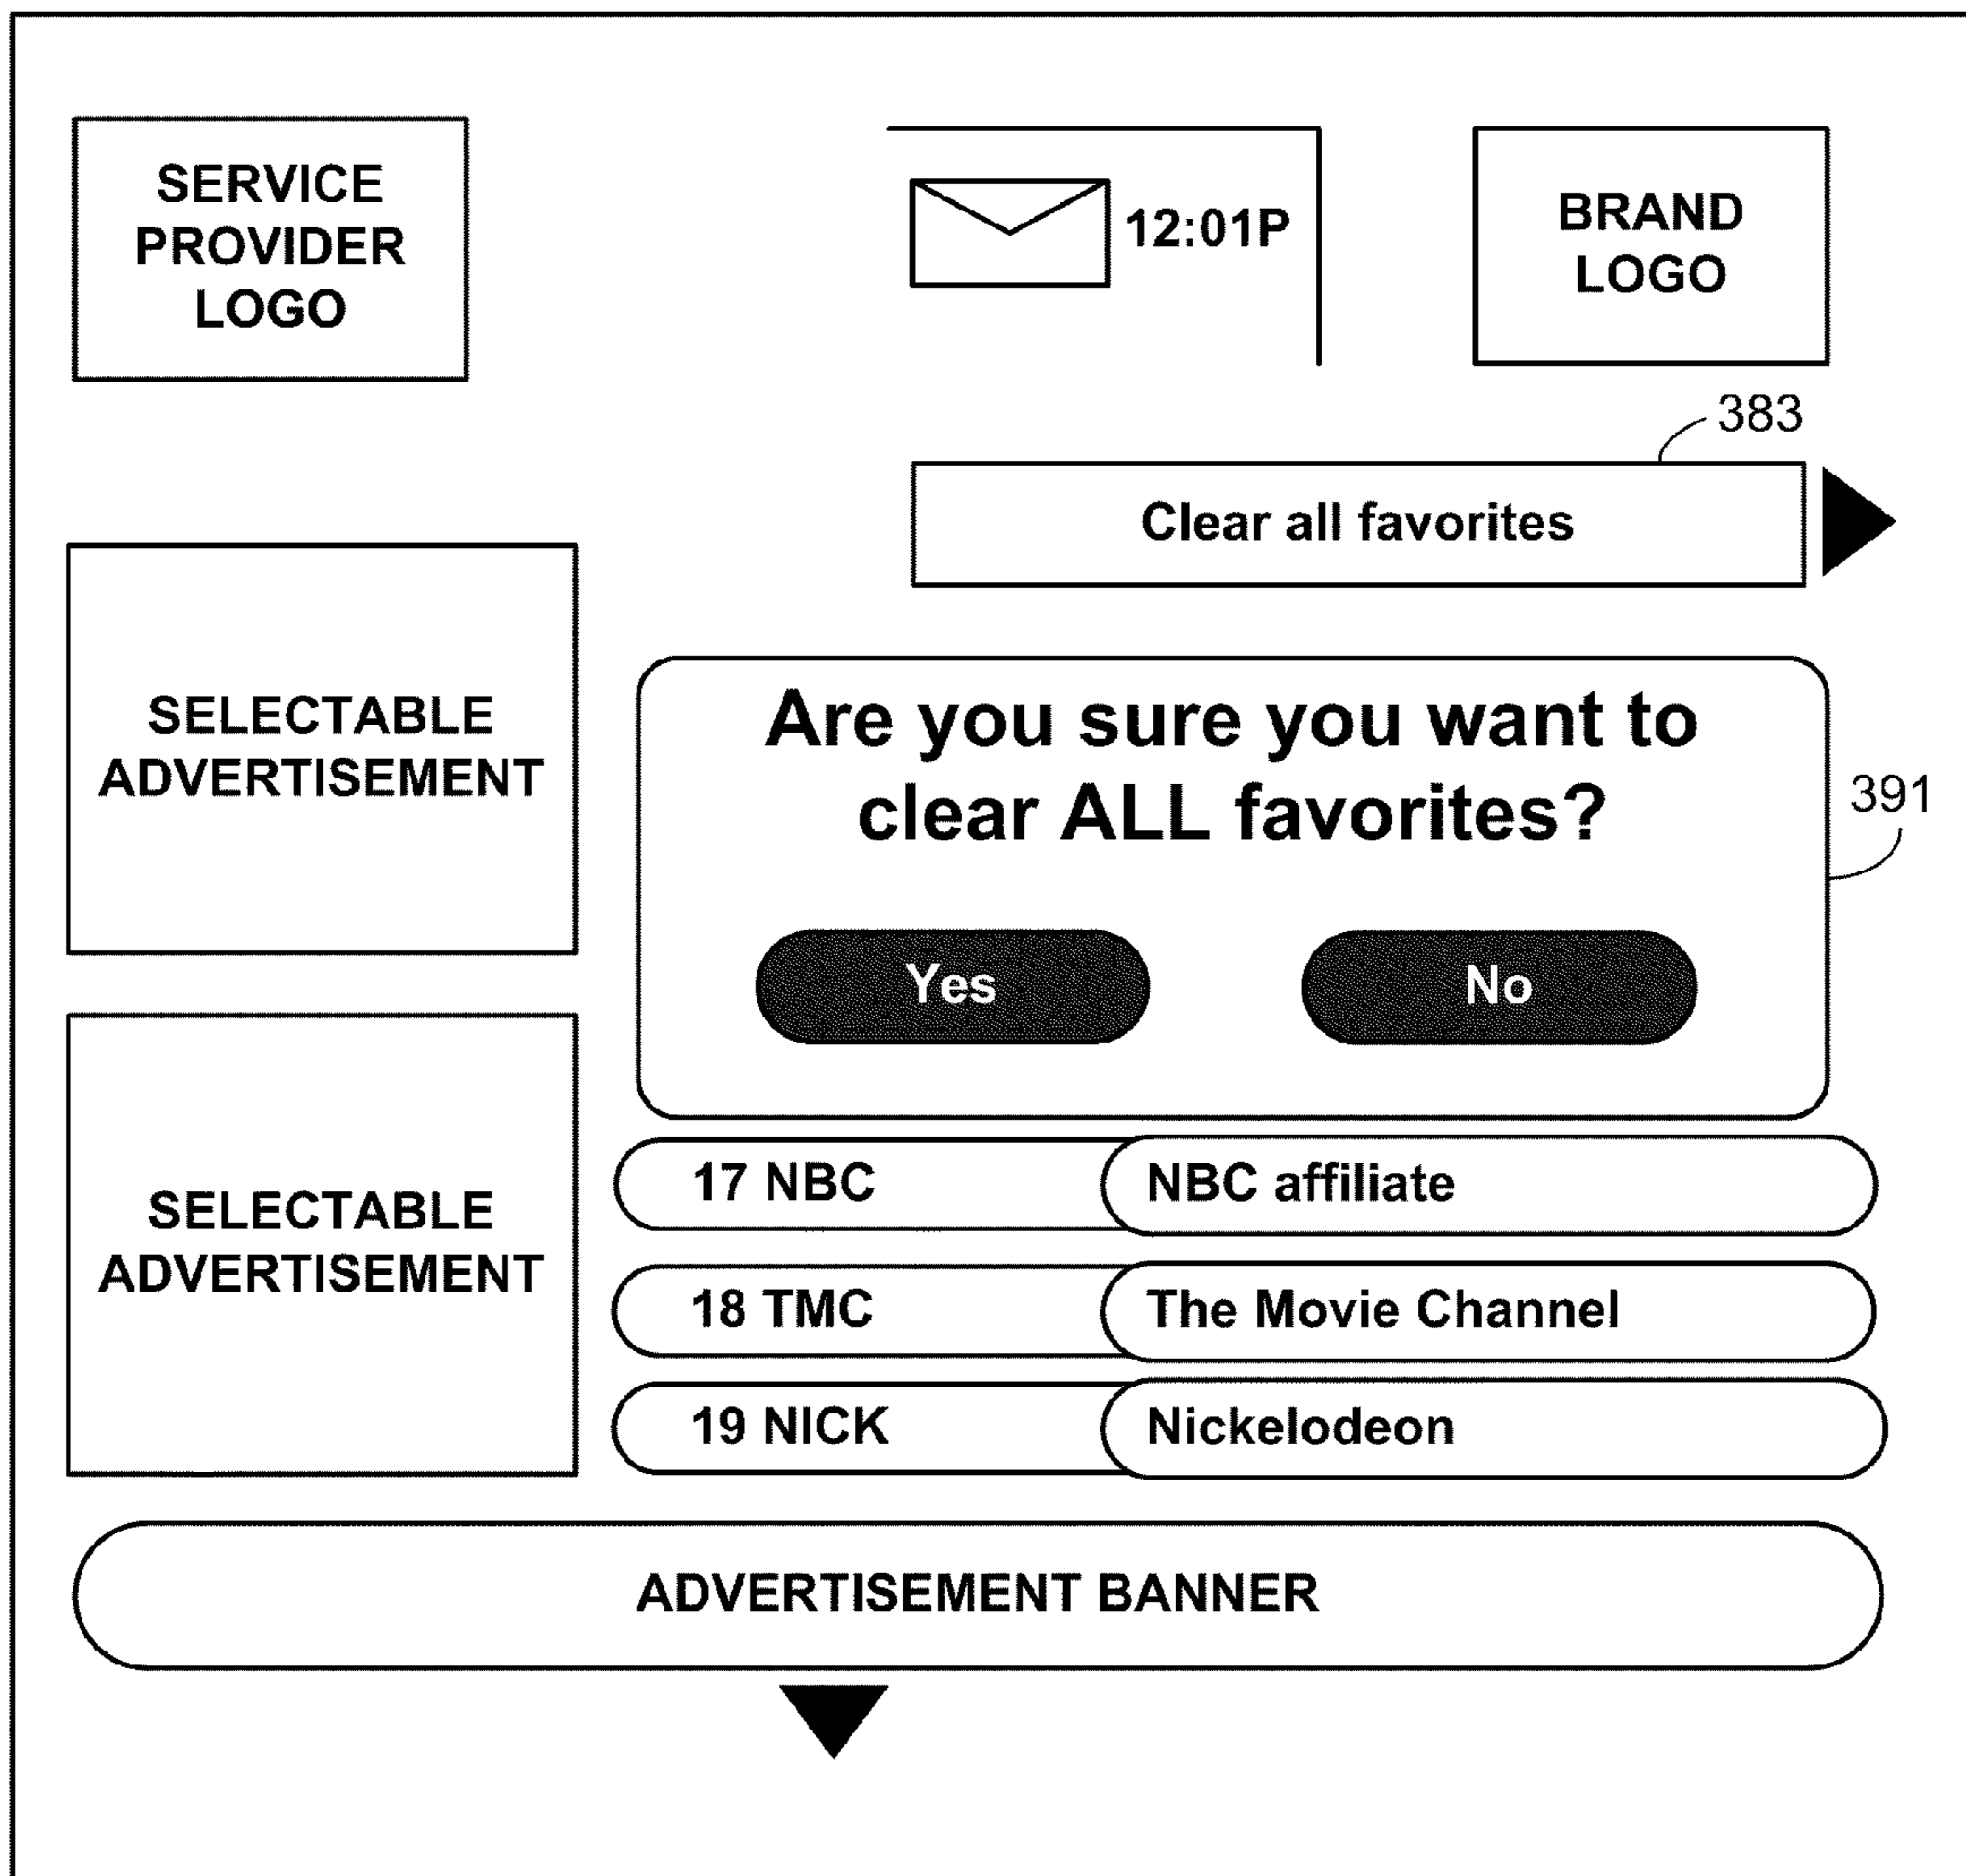 SERVICE
PROVIDER
LOGO
12:01P
BRAND
LOGO
383
Clear all favorites
SELECTABLE
ADVERTISEMENT
Are you sure you want to
clear ALL favorites?
391
Yes
No
SELECTABLE
ADVERTISEMENT
17 NBC
NBC affiliate
18 TMC
The Movie Channel
19 NICK
Nickelodeon
ADVERTISEMENT BANNER